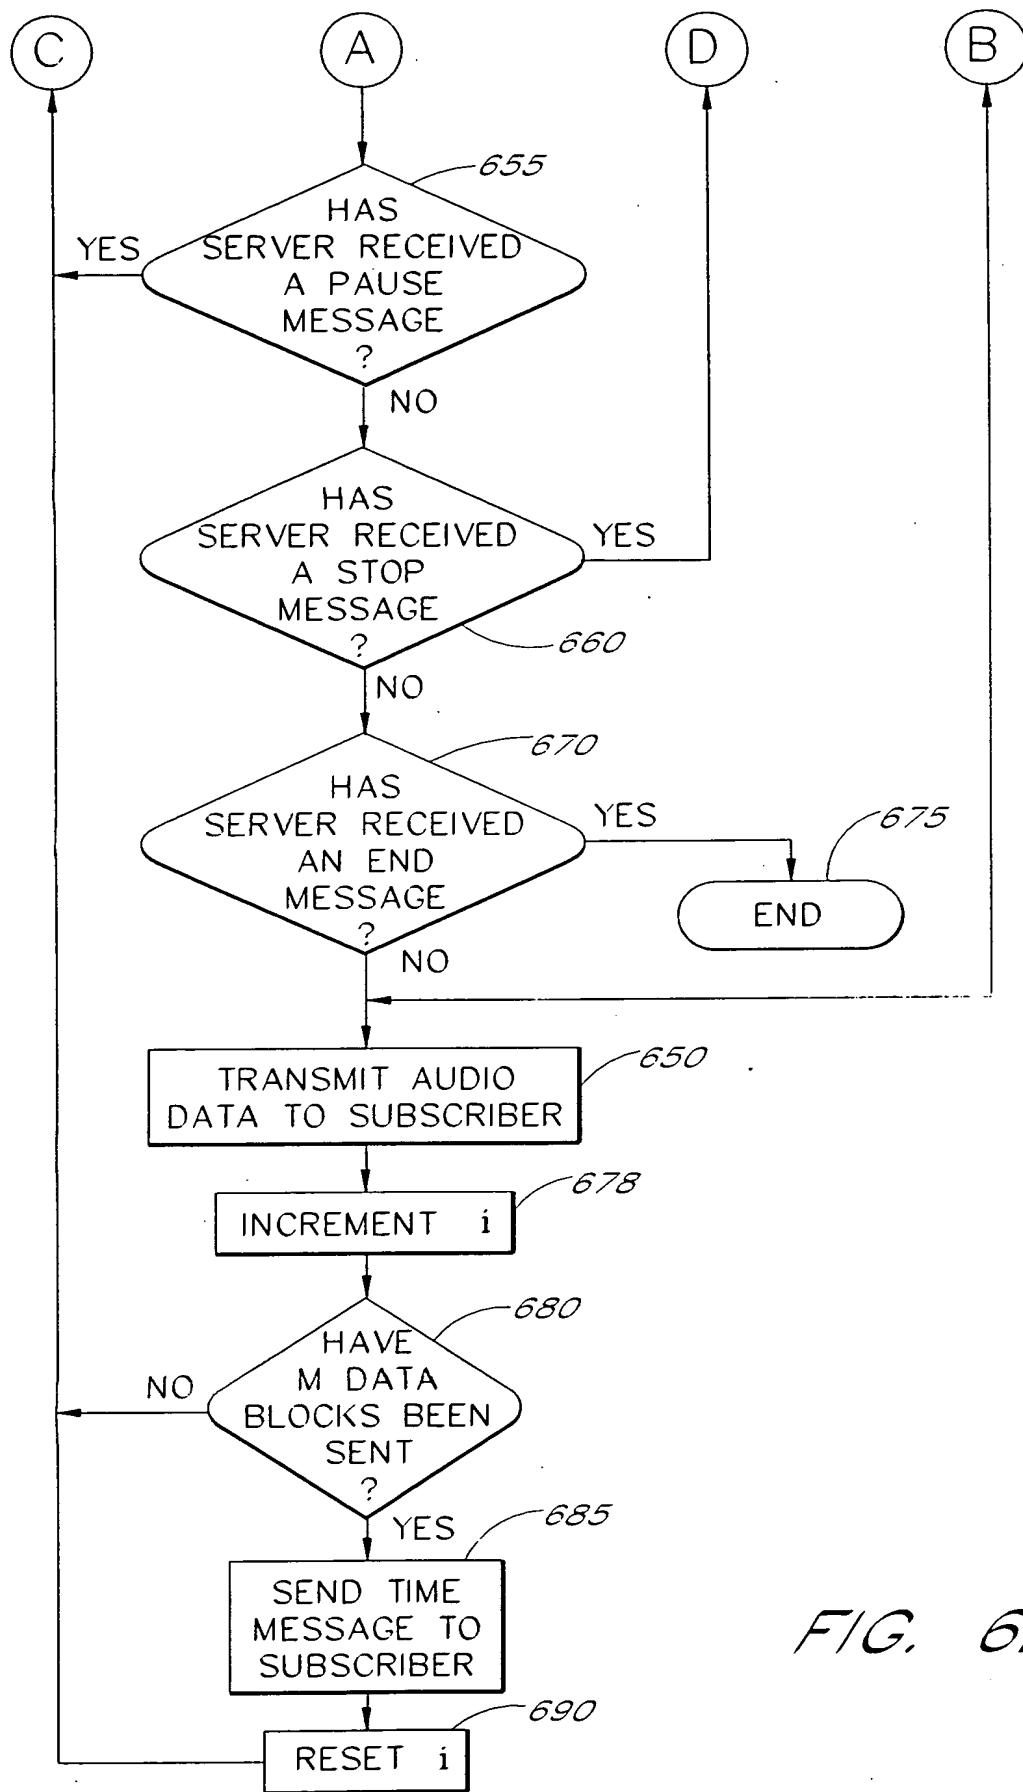 C
A
D
B
655
HAS
SERVER RECEIVED
A PAUSE
MESSAGE
?
YES
NO
HAS
SERVER RECEIVED
A STOP
MESSAGE
?
YES
660
NO
670
HAS
SERVER RECEIVED
AN END
MESSAGE
?
YES
675
END
NO
650
TRANSMIT AUDIO
DATA TO SUBSCRIBER
678
INCREMENT i
680
HAVE
M DATA
BLOCKS BEEN
SENT
?
NO
YES
685
SEND TIME
MESSAGE TO
SUBSCRIBER
690
RESET i
FIG.